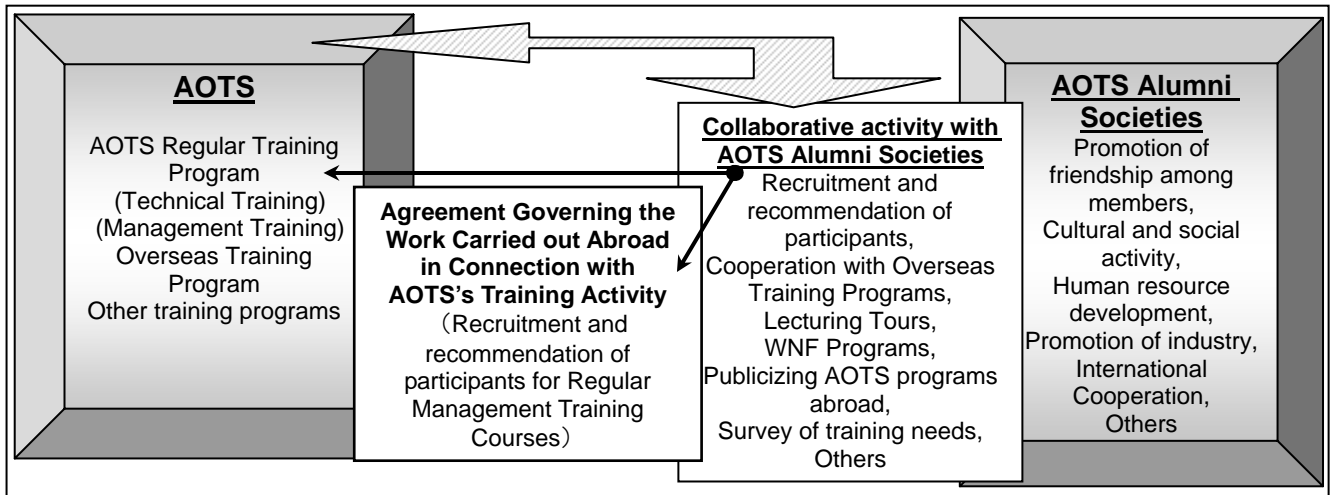 AOTS
AOTS Regular Training
Program
(Technical Training)
(Management Training)
Overseas Training
Program
Other training programs
Agreement Governing the
Work Carried out Abroad
in Connection with
AOTS's Training Activity
（Recruitment and
recommendation of
participants for Regular
Management Training
Courses）
Collaborative activity with
AOTS Alumni Societies
Recruitment and
recommendation of
participants,
Cooperation with Overseas
Training Programs,
Lecturing Tours,
WNF Programs,
Publicizing AOTS programs
abroad,
Survey of training needs,
Others
AOTS Alumni
Societies
Promotion of
friendship among
members,
Cultural and social
activity,
Human resource
development,
Promotion of industry,
International
Cooperation,
Others